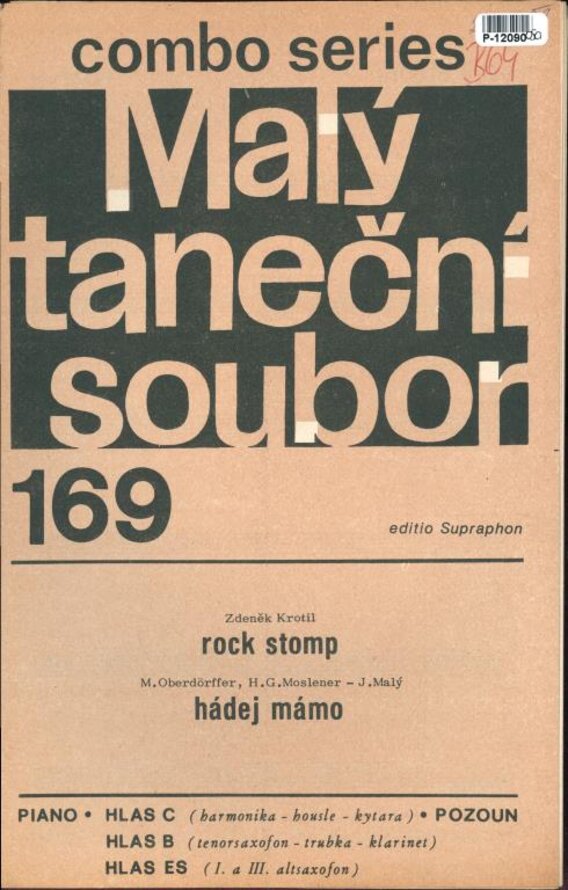 combo series
P-12090
B64
Malý
taneční
soubor
169
editio Supraphon
Zdeněk Krotil
rock stomp
M.Oberdörffer, H.G.Moslener - J.Malý
hádej mámo
PIANO • HLAS C (harmonika - housle - kytara) • POZOUN
HLAS B (tenorsaxofon - trubka - klarinet)
HLAS ES (I. a III. altsaxofon)